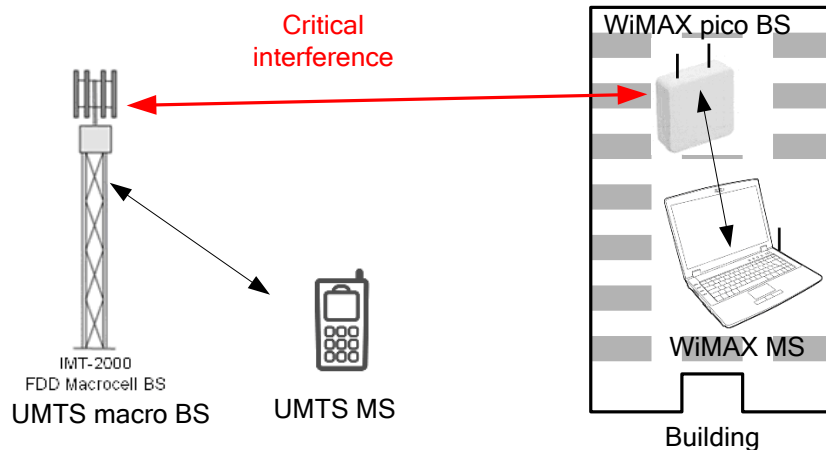 Critical
interference
WiMAX pico BS
IMT-2000
FDD Macrocell BS
UMTS macro BS
UMTS MS
WiMAX MS
Building